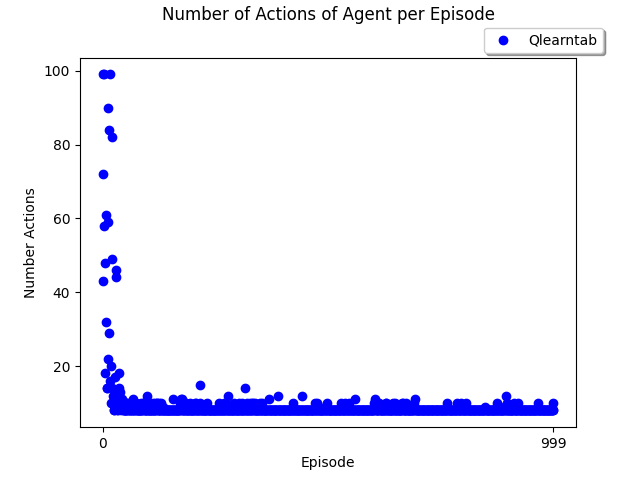 Number of Actions of Agent per Episode
Qlearntab
100
80
60
40
20
Number Actions
0
999
Episode